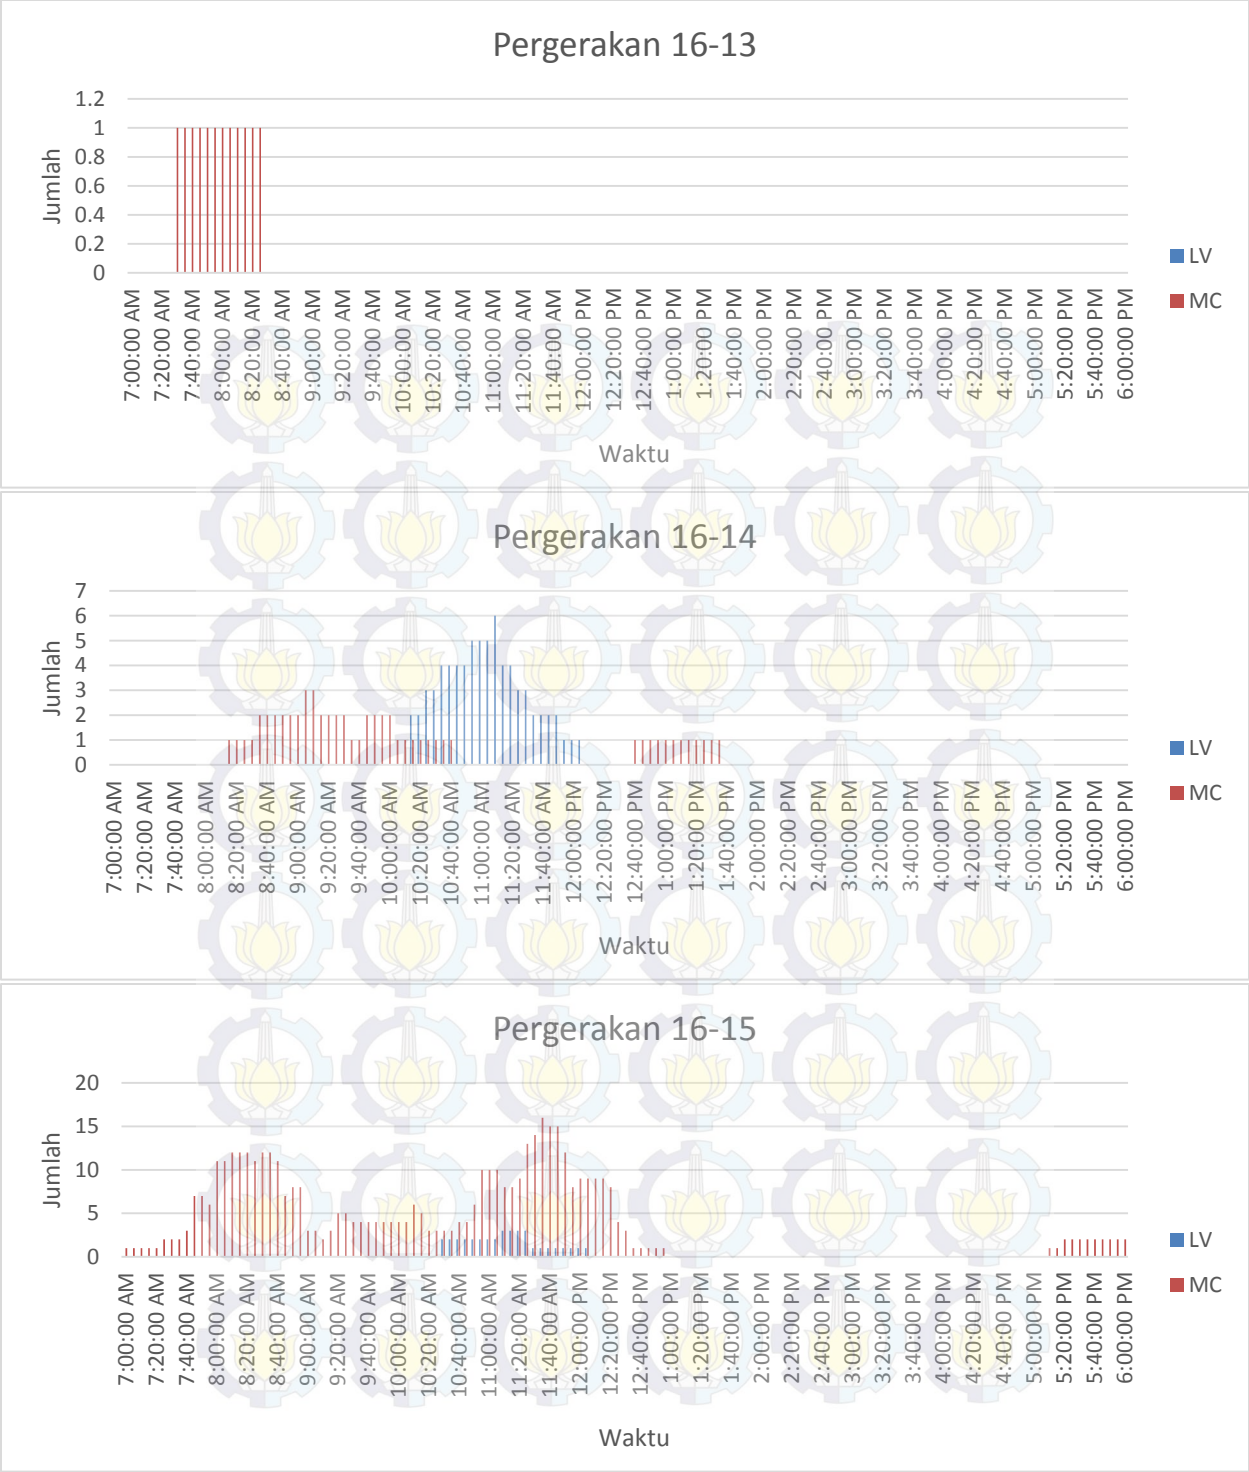 Pergerakan 16-13
1.2
1
0.8
0.6
0.4
0.2
0
Jumlah
LV
MC
7:00:00 AM
7:20:00 AM
7:40:00 AM
8:00:00 AM
8:20:00 AM
8:40:00 AM
9:00:00 AM
9:20:00 AM
9:40:00 AM
10:00:00 AM
10:20:00 AM
10:40:00 AM
11:00:00 AM
11:20:00 AM
11:40:00 AM
12:00:00 PM
12:20:00 PM
12:40:00 PM
1:00:00 PM
1:20:00 PM
1:40:00 PM
2:00:00 PM
2:20:00 PM
2:40:00 PM
3:00:00 PM
3:20:00 PM
3:40:00 PM
4:00:00 PM
4:20:00 PM
4:40:00 PM
5:00:00 PM
5:20:00 PM
5:40:00 PM
6:00:00 PM
Waktu
Pergerakan 16-14
7
6
5
4
3
2
1
0
Jumlah
LV
MC
7:00:00 AM
7:20:00 AM
7:40:00 AM
8:00:00 AM
8:20:00 AM
8:40:00 AM
9:00:00 AM
9:20:00 AM
9:40:00 AM
10:00:00 AM
10:20:00 AM
10:40:00 AM
11:00:00 AM
11:20:00 AM
11:40:00 AM
12:00:00 PM
12:20:00 PM
12:40:00 PM
1:00:00 PM
1:20:00 PM
1:40:00 PM
2:00:00 PM
2:20:00 PM
2:40:00 PM
3:00:00 PM
3:20:00 PM
3:40:00 PM
4:00:00 PM
4:20:00 PM
4:40:00 PM
5:00:00 PM
5:20:00 PM
5:40:00 PM
6:00:00 PM
Waktu
Pergerakan 16-15
20
15
10
5
0
Jumlah
LV
MC
7:00:00 AM
7:20:00 AM
7:40:00 AM
8:00:00 AM
8:20:00 AM
8:40:00 AM
9:00:00 AM
9:20:00 AM
9:40:00 AM
10:00:00 AM
10:20:00 AM
10:40:00 AM
11:00:00 AM
11:20:00 AM
11:40:00 AM
12:00:00 PM
12:20:00 PM
12:40:00 PM
1:00:00 PM
1:20:00 PM
1:40:00 PM
2:00:00 PM
2:20:00 PM
2:40:00 PM
3:00:00 PM
3:20:00 PM
3:40:00 PM
4:00:00 PM
4:20:00 PM
4:40:00 PM
5:00:00 PM
5:20:00 PM
5:40:00 PM
6:00:00 PM
Waktu